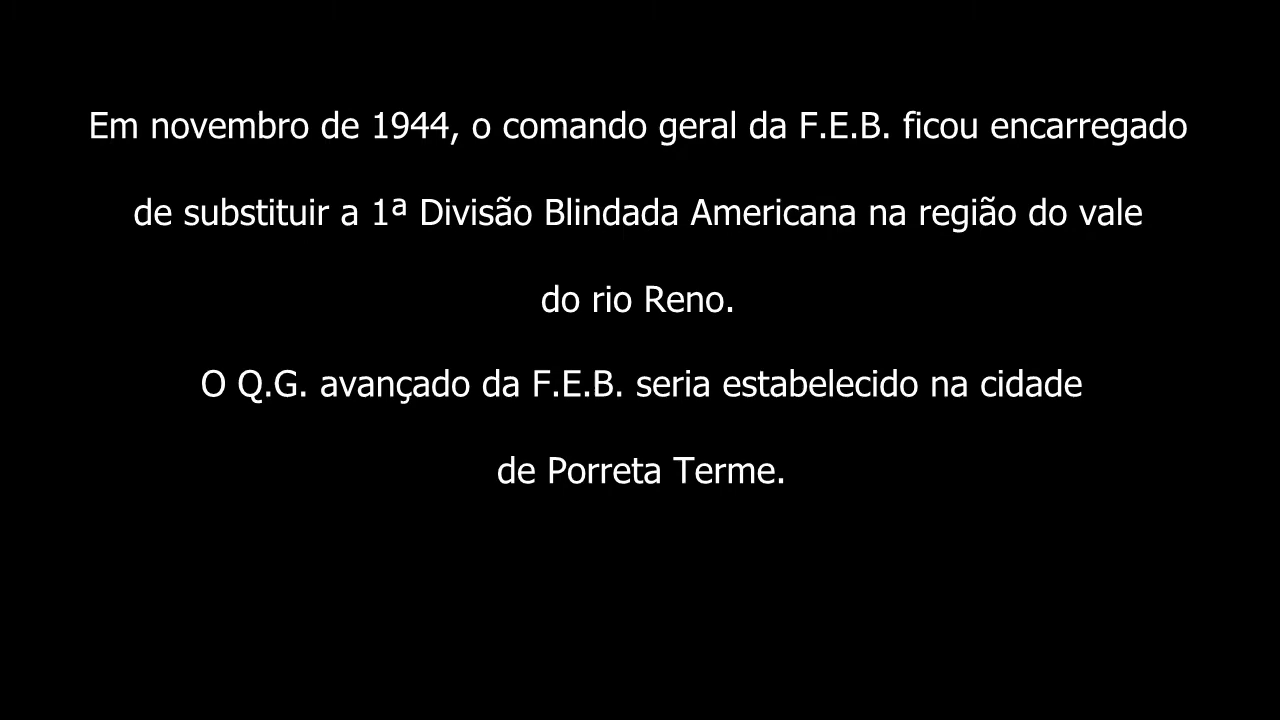 Em novembro de 1944, o comando geral da F.E.B. ficou encarregado
de substituir a 1ª Divisão Blindada Americana na região do vale
do rio Reno.
O Q.G. avançado da F.E.B. seria estabelecido na cidade
de Porreta Terme.